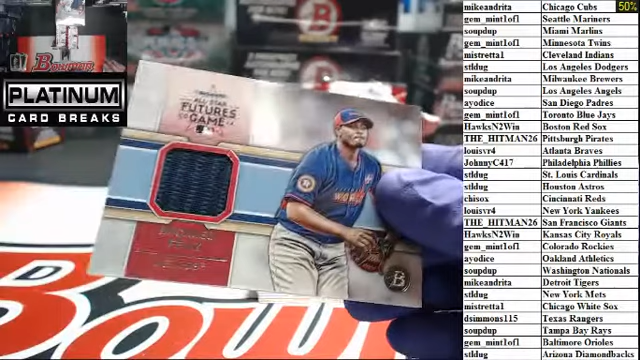 BOWMAN
PLATINUM
CARD BREAKS
ALL-STAR
FUTURES
GAME
WORLD
B
50%
mikeandrita Chicago Cubs
gem_mint1of1 Seattle Mariners
soupdup Miami Marlins
gem_mint1of1 Minnesota Twins
mistretta1 Cleveland Indians
stldug Los Angeles Dodgers
mikeandrita Milwaukee Brewers
soupdup Los Angeles Angels
ayodice San Diego Padres
gem_mint1of1 Toronto Blue Jays
HawksN2Win Boston Red Sox
THE_HITMAN26 Pittsburgh Pirates
louisvr4 Atlanta Braves
JohnnyC417 Philadelphia Phillies
stldug St. Louis Cardinals
stldug Houston Astros
chisox Cincinnati Reds
louisvr4 New York Yankees
THE_HITMAN26 San Francisco Giants
HawksN2Win Kansas City Royals
gem_mint1of1 Colorado Rockies
ayodice Oakland Athletics
soupdup Washington Nationals
mikeandrita Detroit Tigers
stldug New York Mets
mistretta1 Chicago White Sox
dsimmons115 Texas Rangers
soupdup Tampa Bay Rays
gem_mint1of1 Baltimore Orioles
stldug Arizona Diamondbacks